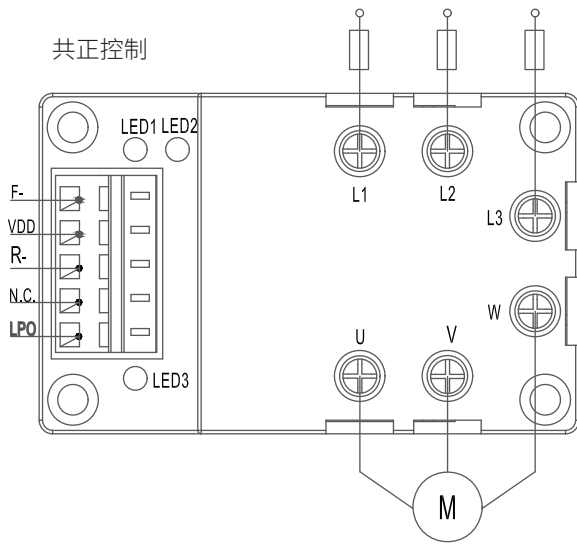 共正控制
LED1 LED2
L1
L2
F-
VDD
R-
N.C.
LPO
L3
W
U
V
LED3
M